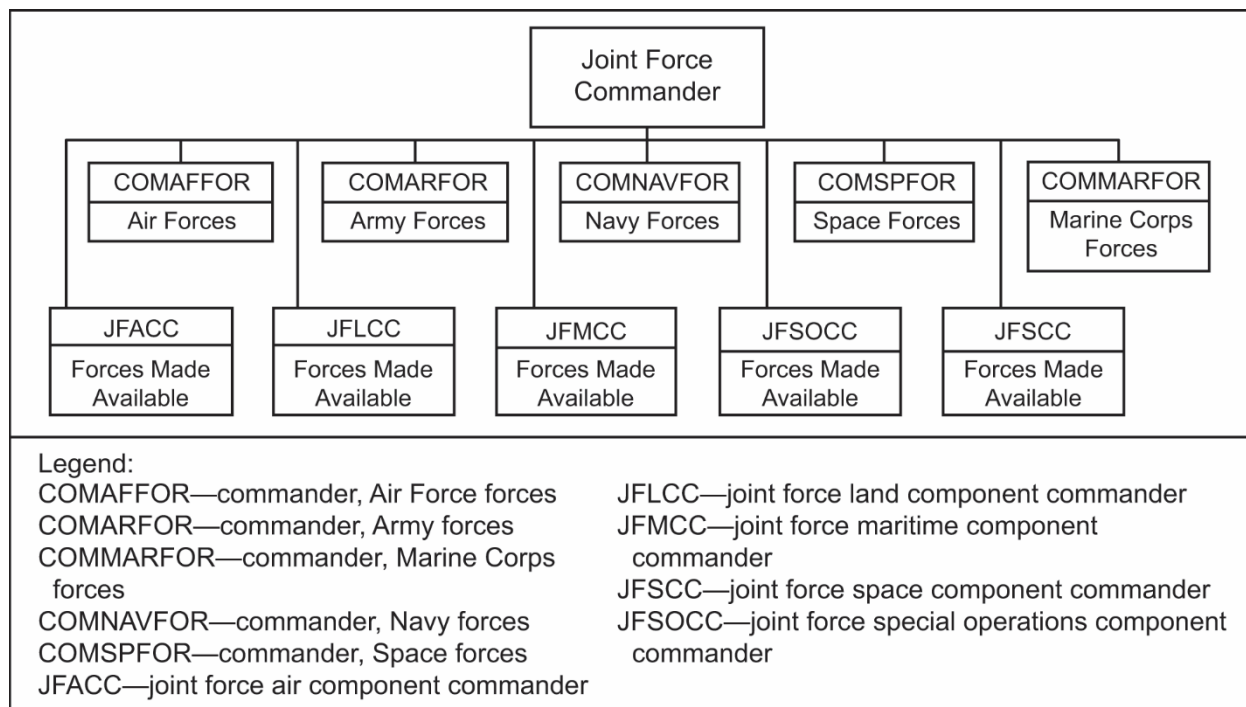 Joint Force
Commander
COMAFFOR
Air Forces
COMARFOR
Army Forces
COMNAVFOR
Navy Forces
COMSPFOR
Space Forces
COMMARFOR
Marine Corps
Forces
JFACC
Forces Made
Available
JFLCC
Forces Made
Available
JFMCC
Forces Made
Available
JFSOCC
Forces Made
Available
JFSCC
Forces Made
Available
Legend:
COMAFFOR—commander, Air Force forces
COMARFOR—commander, Army forces
COMMARFOR—commander, Marine Corps
forces
COMNAVFOR—commander, Navy forces
COMSPFOR—commander, Space forces
JFACC—joint force air component commander
JFLCC—joint force land component commander
JFMCC—joint force maritime component
commander
JFSCC—joint force space component commander
JFSOCC—joint force special operations component
commander